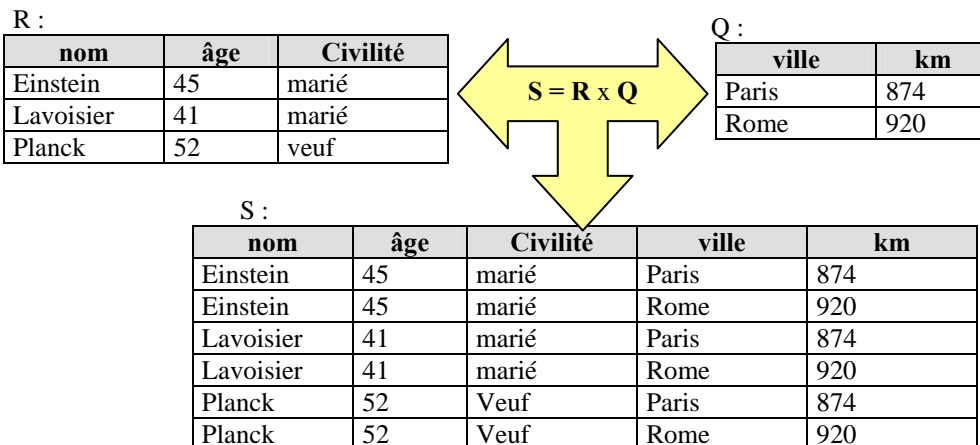 R :
nom âge Civilité
Einstein 45 marié
Lavoisier 41 marié
Planck 52 veuf
S = R x Q
Q :
ville km
Paris 874
Rome 920
S :
nom âge Civilité ville km
Einstein 45 marié Paris 874
Einstein 45 marié Rome 920
Lavoisier 41 marié Paris 874
Lavoisier 41 marié Rome 920
Planck 52 Veuf Paris 874
Planck 52 Veuf Rome 920